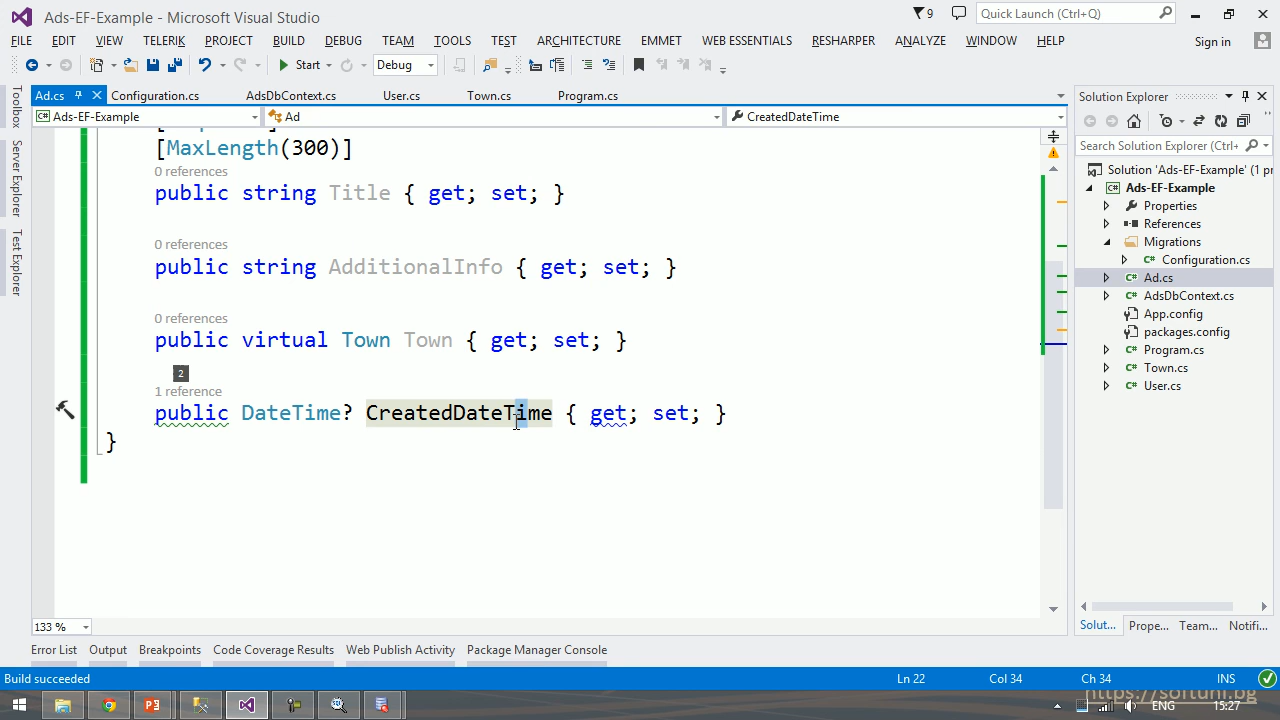 Ads-EF-Example - Microsoft Visual Studio
9
Quick Launch (Ctrl+Q)
FILE EDIT VIEW TELERIK PROJECT BUILD DEBUG TEAM TOOLS TEST ARCHITECTURE EMMET WEB ESSENTIALS RESHARPER ANALYZE WINDOW HELP
Sign in
Start Debug
Toolbox
Server Explorer
Test Explorer
Ad.cs Configuration.cs AdsDbContext.cs User.cs Town.cs Program.cs
Ads-EF-Example Ad CreatedDateTime
[MaxLength(300)]
0 references
public string Title { get; set; }
0 references
public string AdditionalInfo { get; set; }
0 references
public virtual Town Town { get; set; }
2
1 reference
public DateTime? CreatedDateTime { get; set; }
}
133 %
Solution Explorer
Search Solution Explorer (Ctrl+
Solution 'Ads-EF-Example' (1 pr
Ads-EF-Example
Properties
References
Migrations
Configuration.cs
Ad.cs
AdsDbContext.cs
App.config
packages.config
Program.cs
Town.cs
User.cs
Solut... Prope... Team... Notifi...
Error List Output Breakpoints Code Coverage Results Web Publish Activity Package Manager Console
Build succeeded Ln 22 Col 34 Ch 34 INS
https://softuni.bg
ENG 15:27